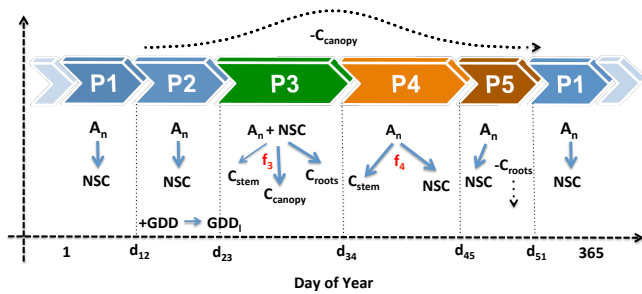 -Ccanopy
P1 P2 P3 P4 P5 P1
An An An + NSC An An An
f3 f4
NSC NSC Cstem Ccanopy Croots Cstem NSC NSC -Croots NSC
+GDD GDDl
1 d12 d23 d34 d45 d51 365
Day of Year